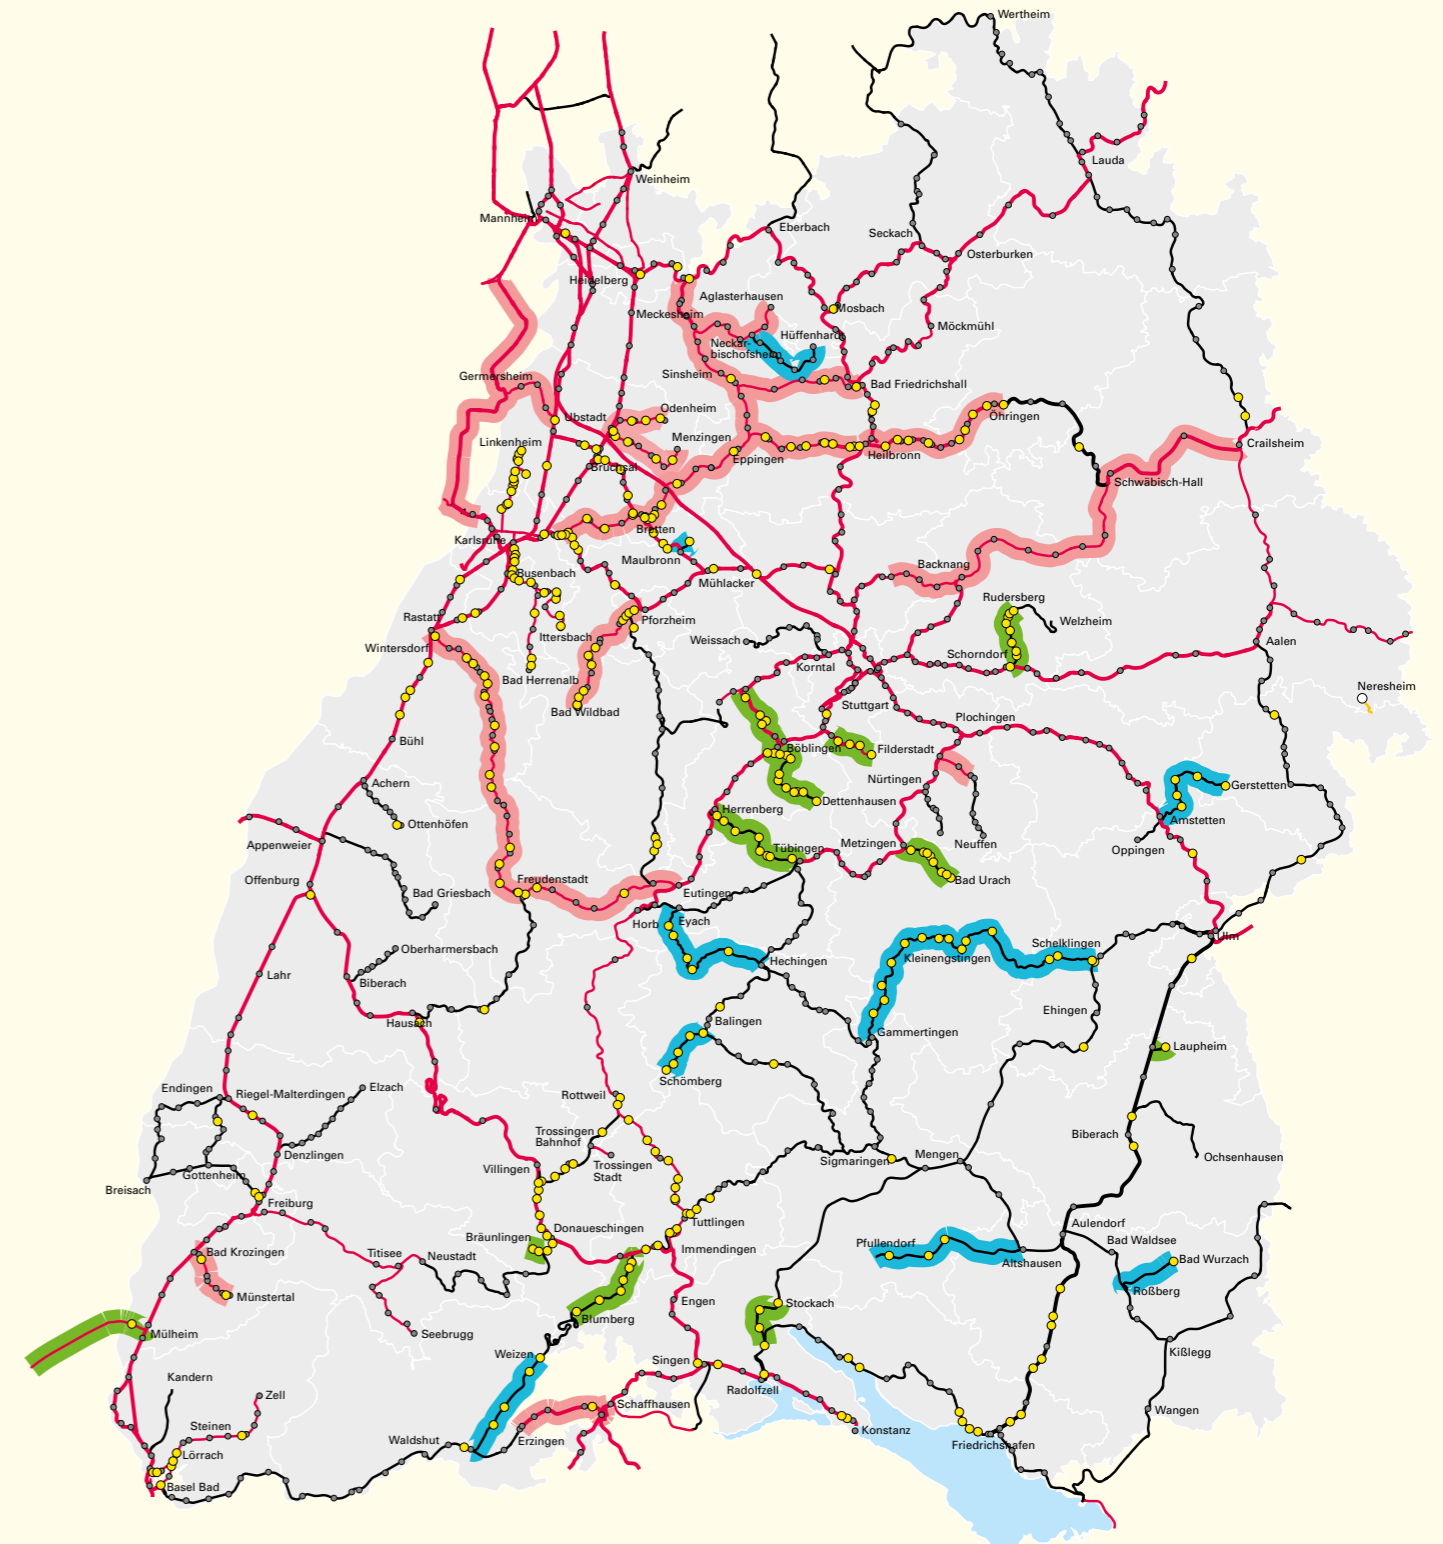 Wertheim
Lauda
Weinheim
Mannheim
Eberbach
Seckach
Osterburken
Heidelberg
Aglasterhausen
Mosbach
Meckesheim
Möckmühl
Hüffenhardt
Neckar-
bischofsheim
Sinsheim
Germersheim
Bad Friedrichshall
Odenheim
Ubstadt
Öhringen
Linkenheim
Menzingen
Crailsheim
Eppingen
Heilbronn
Bruchsal
Schwäbisch-Hall
Bretten
Karlsruhe
Maulbronn
Backnang
Busenbach
Mühlacker
Rudersberg
Rastatt
Pforzheim
Welzheim
Ittersbach
Weissach
Aalen
Wintersdorf
Schorndorf
Korntal
Bad Herrenalb
Neresheim
Bad Wildbad
Stuttgart
Plochingen
Bühl
Böblingen
Filderstadt
Achern
Nürtingen
Gerstetten
Dettenhausen
Herrenberg
Amstetten
Ottenhöfen
Appenweier
Tübingen
Metzingen
Neuffen
Oppingen
Offenburg
Freudenstadt
Bad Urach
Bad Griesbach
Eutingen
Horb
Eyach
Ulm
Oberharmersbach
Schelklingen
Kleinengstingen
Hechingen
Lahr
Biberach
Ehingen
Hausach
Balingen
Gammertingen
Laupheim
Schömberg
Endingen
Elzach
Riegel-Malterdingen
Rottweil
Trossingen
Bahnhof
Biberach
Denzlingen
Villingen
Trossingen
Stadt
Sigmaringen
Mengen
Ochsenhausen
Gottenheim
Breisach
Freiburg
Tuttlingen
Aulendorf
Donaueschingen
Bräunlingen
Bad Waldsee
Pfullendorf
Immendingen
Bad Krozingen
Titisee
Neustadt
Altshausen
Bad Wurzach
Roßberg
Münstertal
Engen
Stockach
Blumberg
Mülheim
Seebrugg
Weizen
Kißlegg
Singen
Kandern
Radolfzell
Zell
Schaffhausen
Wangen
Steinen
Konstanz
Waldshut
Erzingen
Friedrichshafen
Lörrach
Basel Bad